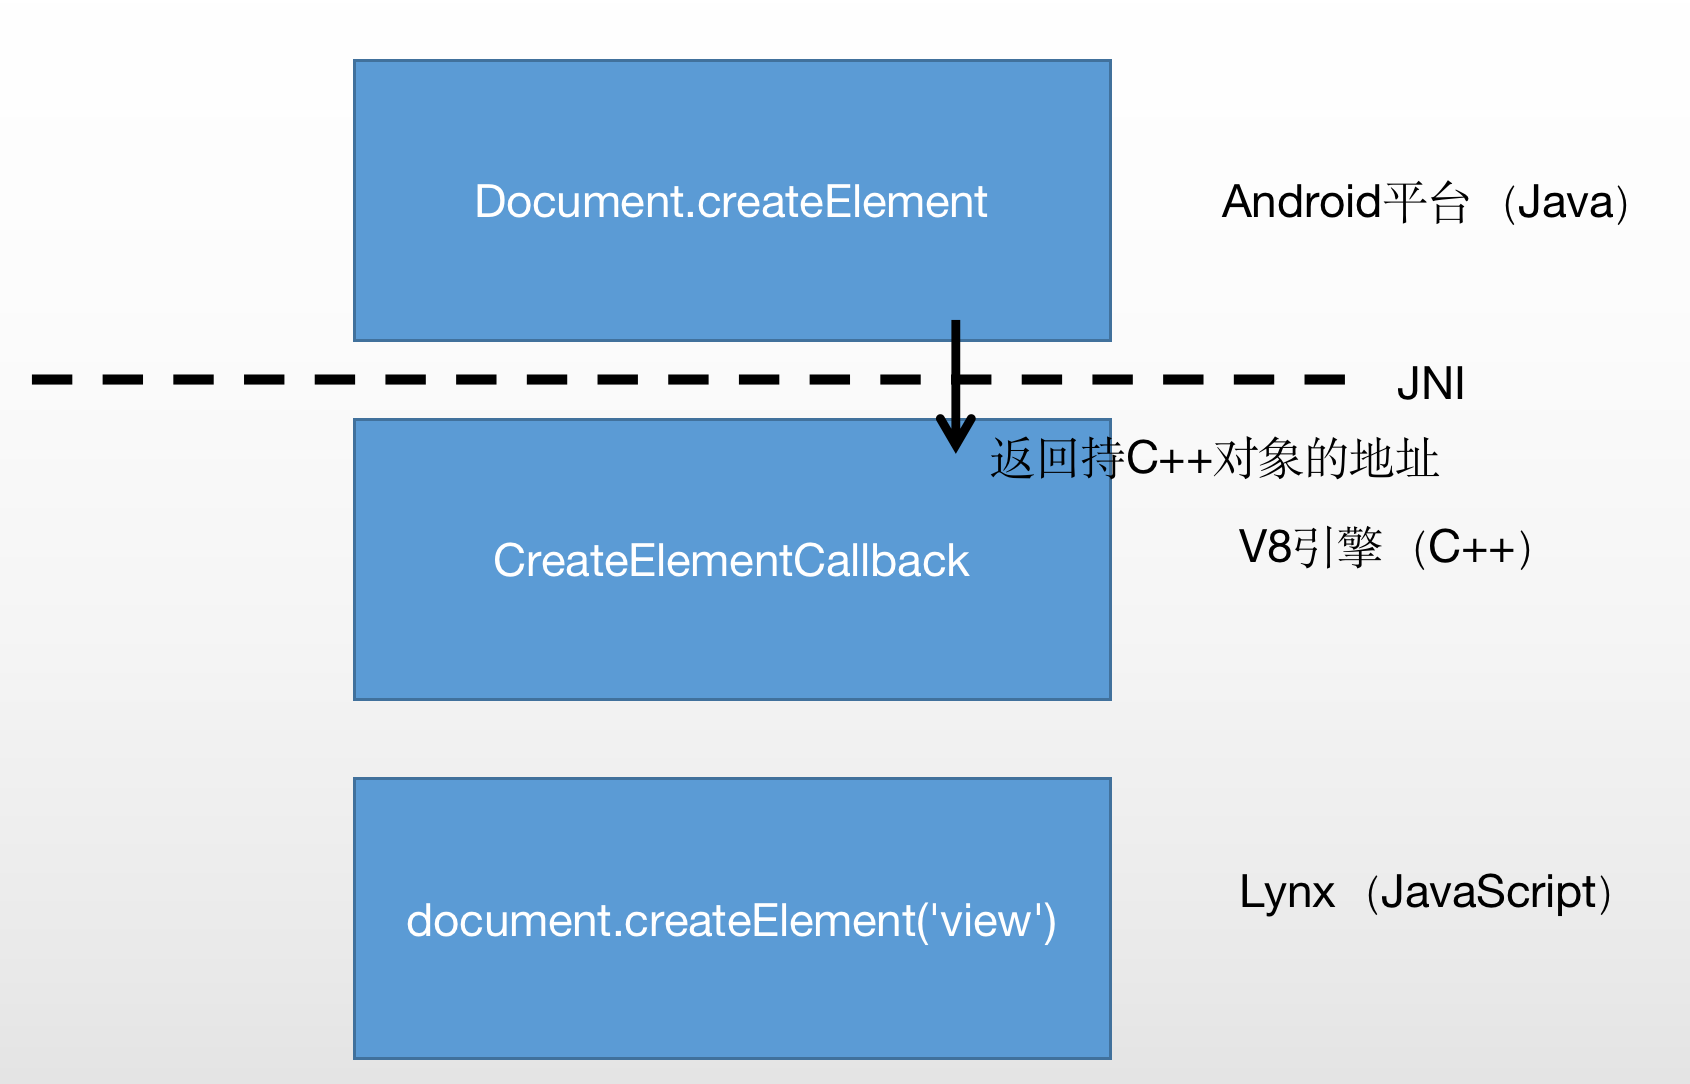 Document.createElement
Android平台（Java）
JNI
返回持C++对象的地址
V8引擎（C++）
CreateElementCallback
Lynx（JavaScript）
document.createElement('view')